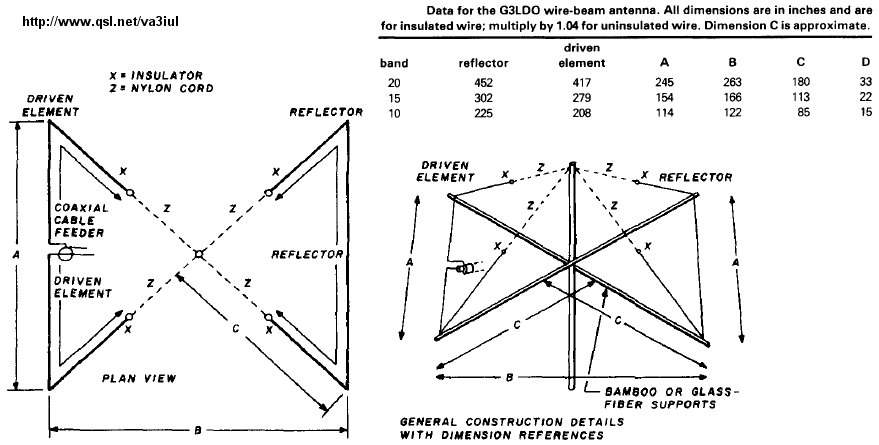 http://www.qsl.net/va3iul
Data for the G3LDO wire-beam antenna. All dimensions are in inches and are
for insulated wire; multiply by 1.04 for uninsulated wire. Dimension C is approximate.
driven
band reflector element A B C D
20 452 417 245 263 180 33
15 302 279 154 166 113 22
10 225 208 114 122 85 15
X = INSULATOR
Z = NYLON CORD
DRIVEN
ELEMENT
REFLECTOR
X
X
Z
Z
COAXIAL
CABLE
FEEDER
A
REFLECTOR
DRIVEN
ELEMENT
Z
Z
X
X
C
PLAN VIEW
B
DRIVEN
ELEMENT
X
Z
Z
X
REFLECTOR
Z
Z
X
X
A
A
C
C
B
BAMBOO OR GLASS-
FIBER SUPPORTS
GENERAL CONSTRUCTION DETAILS
WITH DIMENSION REFERENCES